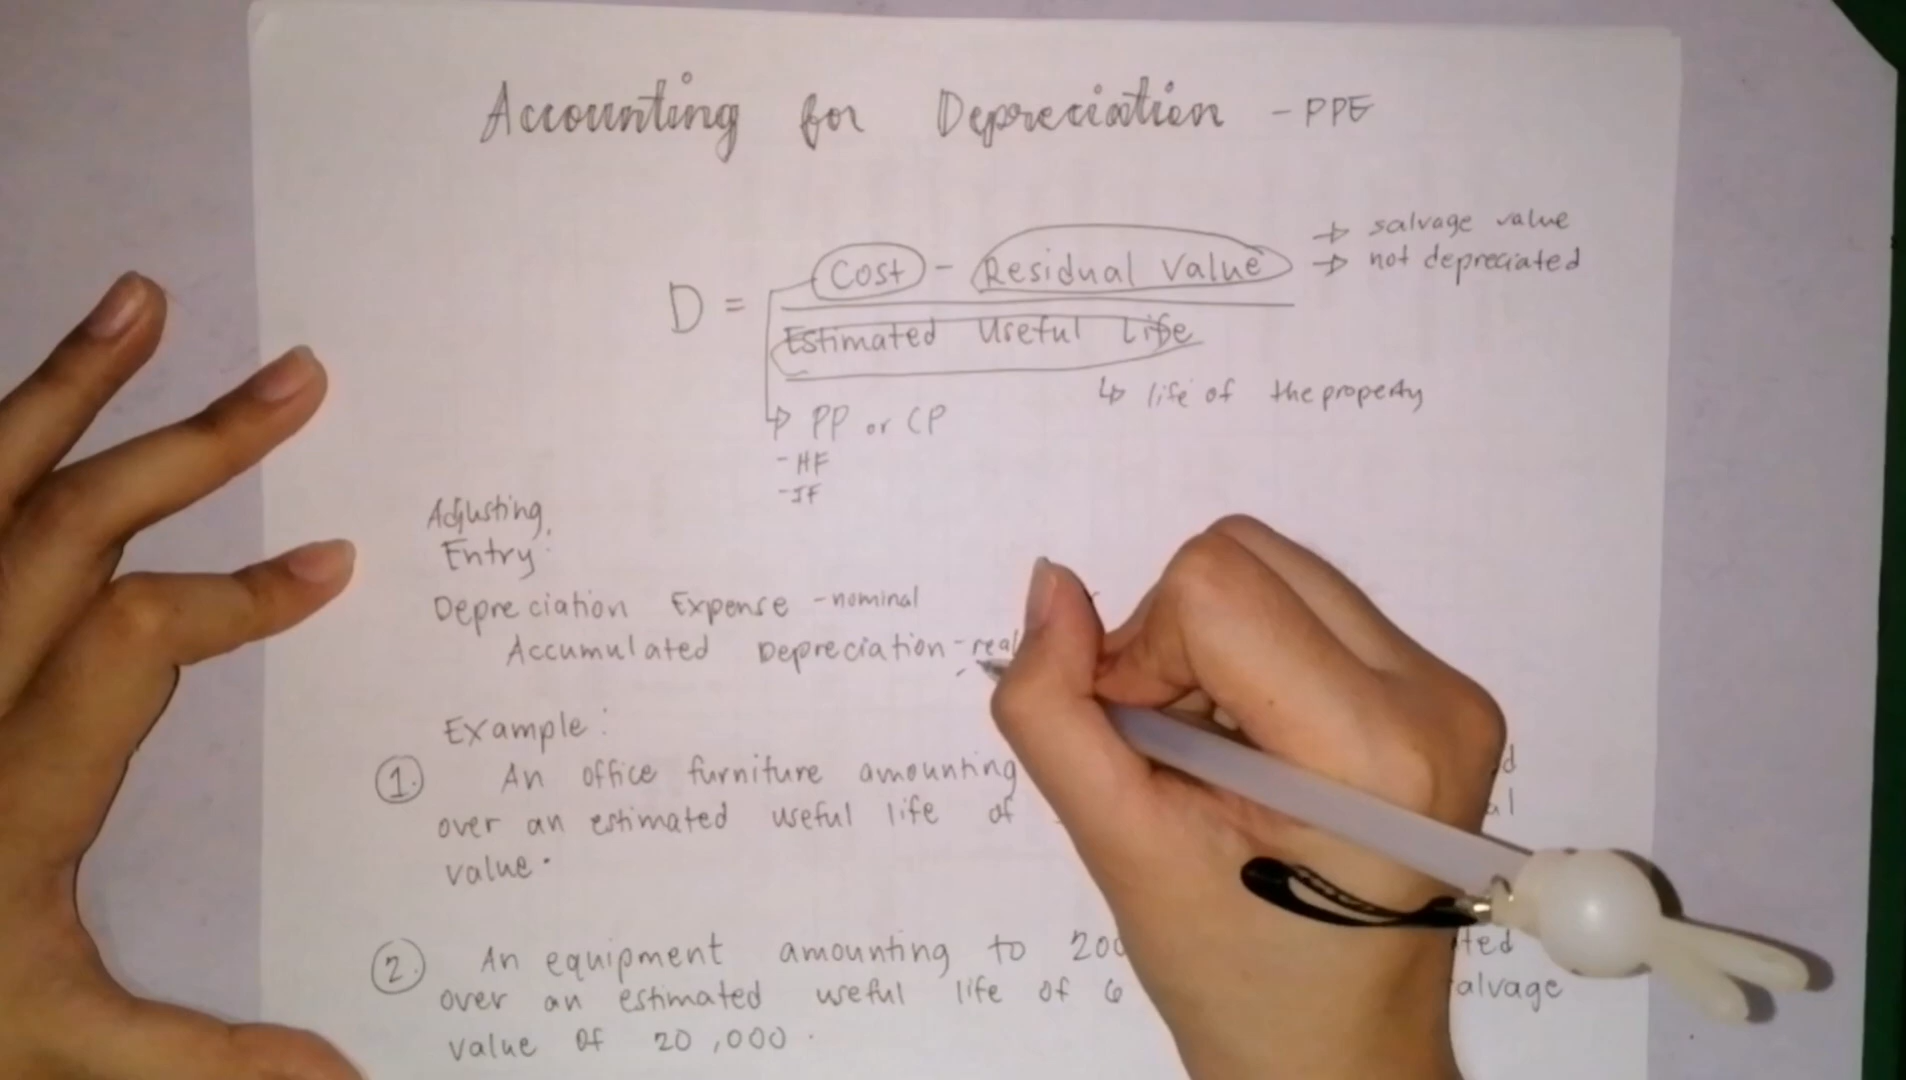 Accounting for Depreciation - PPE
→ salvage value
D = Cost - Residual Value → not depreciated
Estimated Useful Life
↳ life of the property
→ PP or CP
- HF
- IF
Adjusting
Entry:
Depreciation Expense - nominal
Accumulated Depreciation - real
Example:
1. An office furniture amounting
over an estimated useful life of
value.
2. An equipment amounting to 200
over an estimated useful life of 6
value of 20,000.